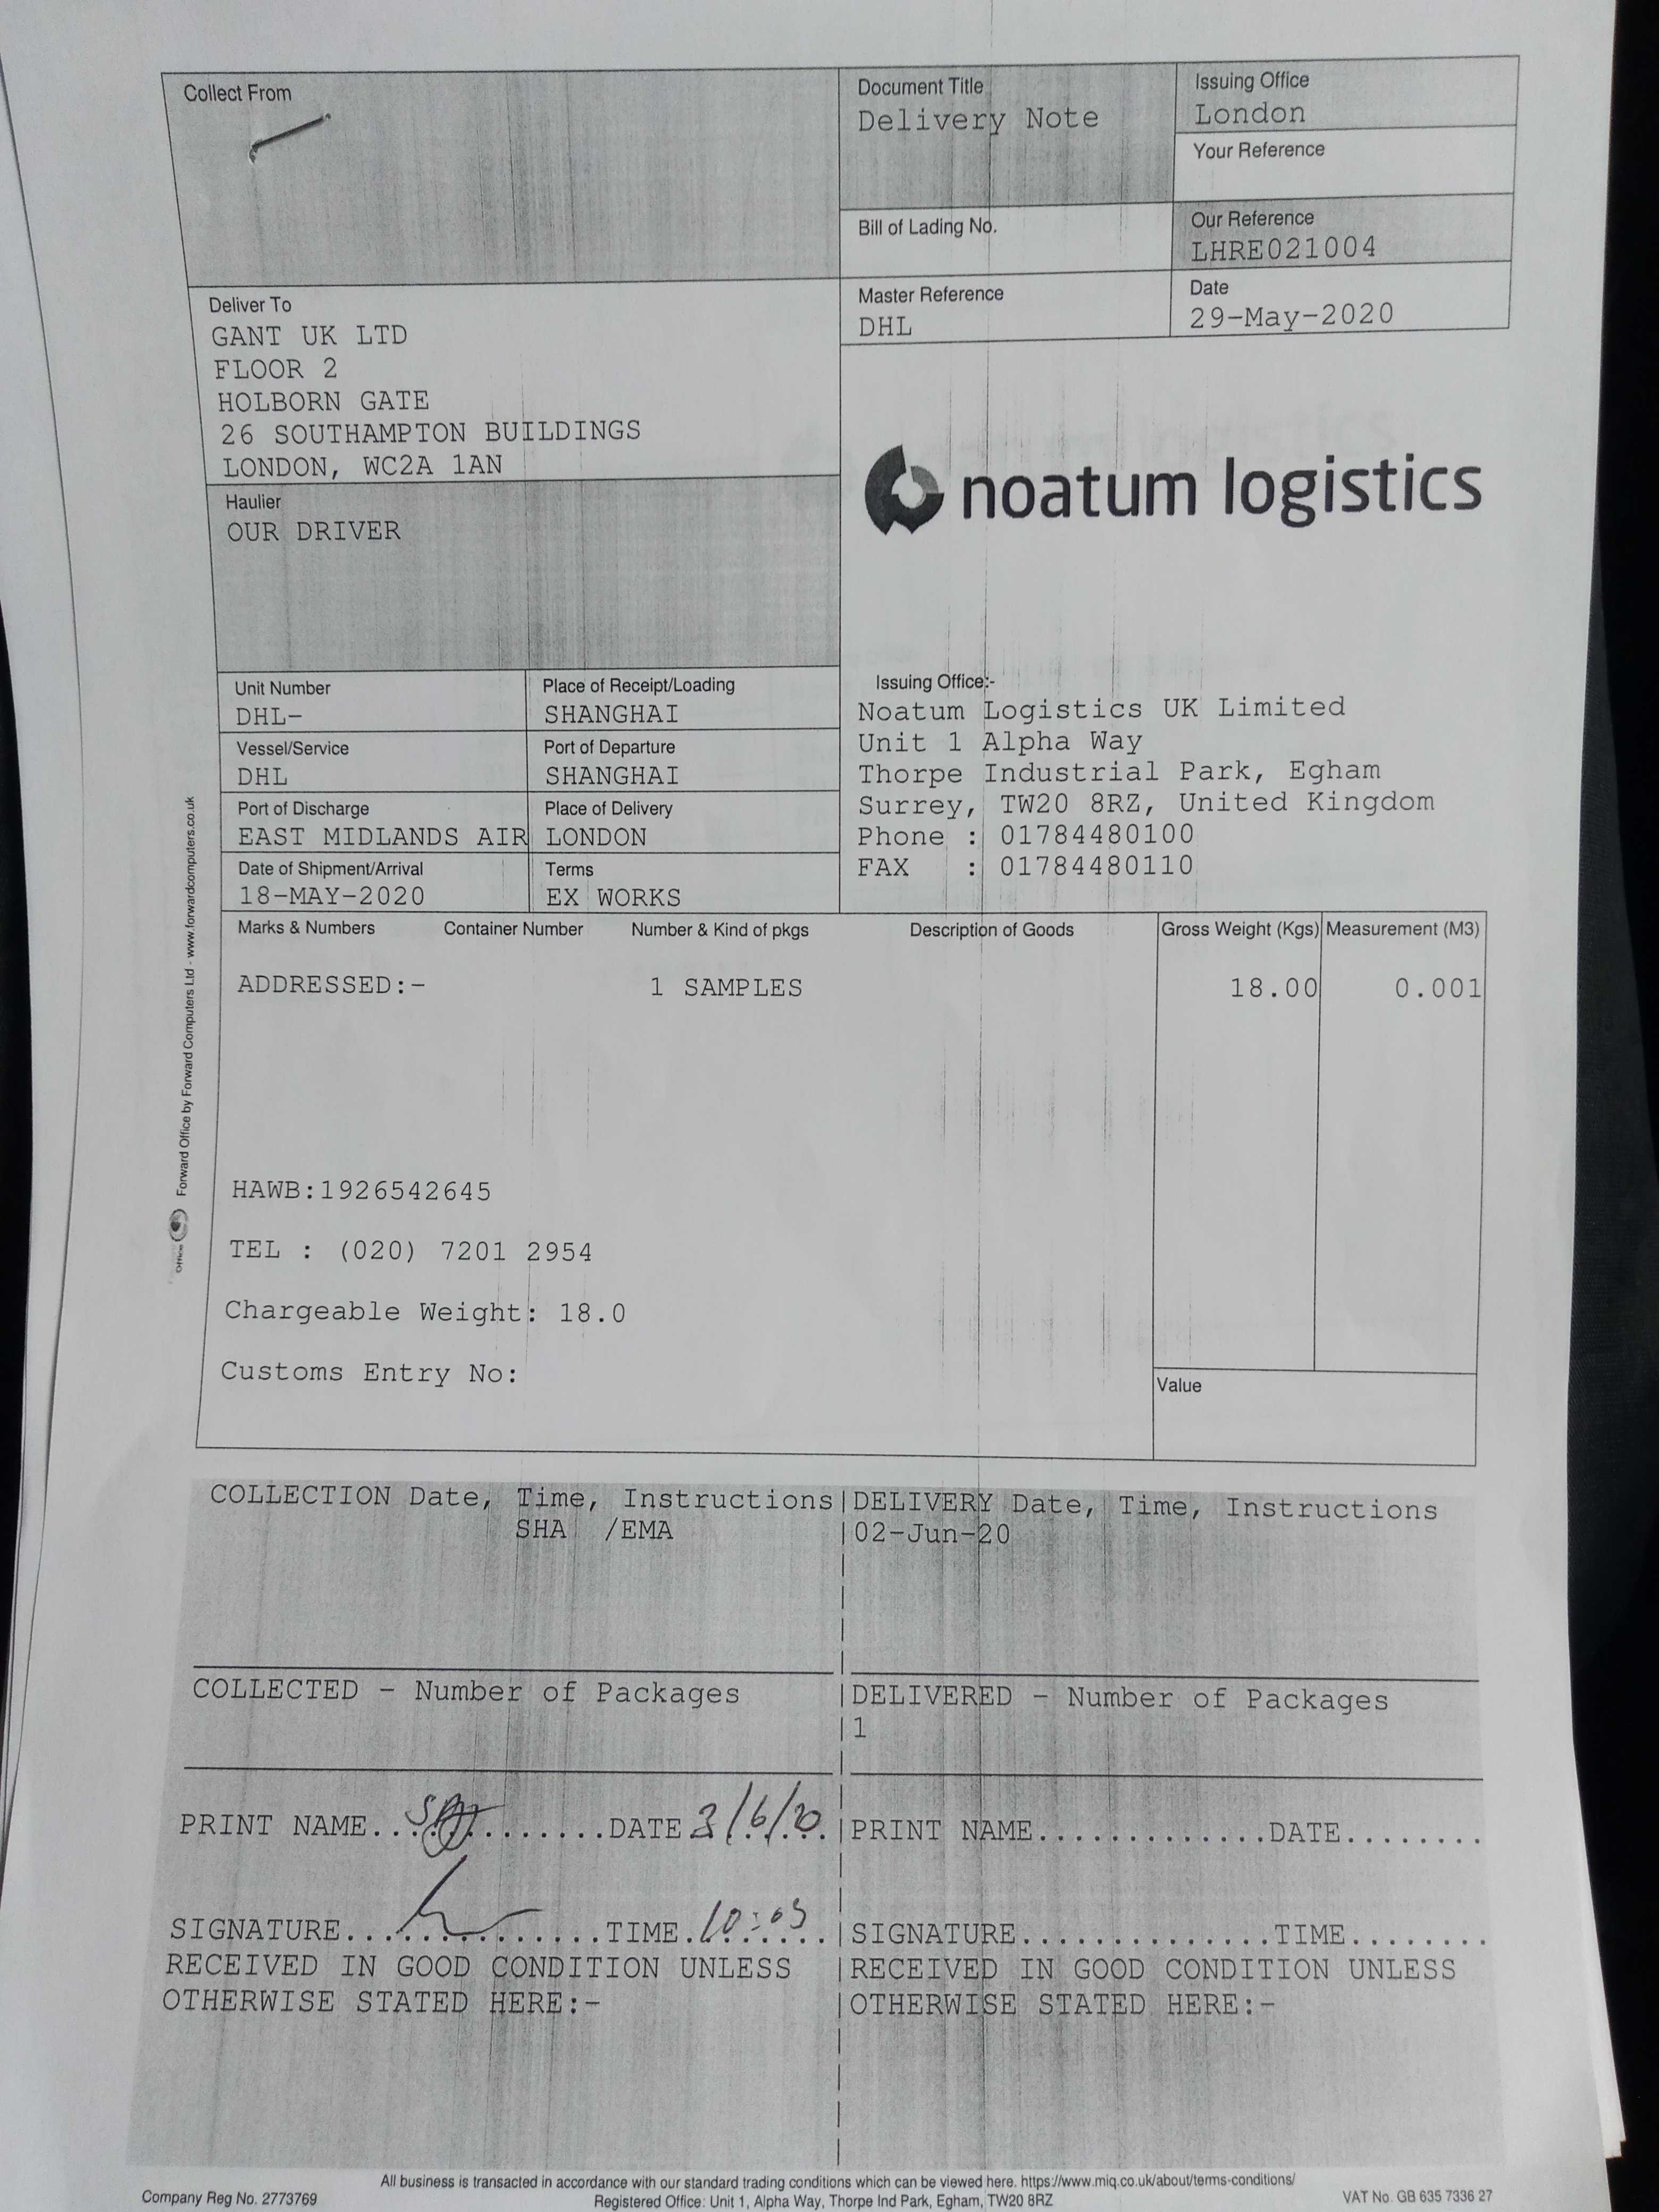 Collect From
Document Title
Delivery Note
Issuing Office
London
Your Reference
Bill of Lading No.
Our Reference
LHRE021004
Master Reference
DHL
Date
29-May-2020
Deliver To
GANT UK LTD
FLOOR 2
HOLBORN GATE
26 SOUTHAMPTON BUILDINGS
LONDON, WC2A 1AN
noatum logistics
Haulier
OUR DRIVER
Unit Number
DHL-
Place of Receipt/Loading
SHANGHAI
Vessel/Service
DHL
Port of Departure
SHANGHAI
Port of Discharge
EAST MIDLANDS AIR
Place of Delivery
LONDON
Date of Shipment/Arrival
18-MAY-2020
Terms
EX WORKS
Issuing Office:-
Noatum Logistics UK Limited
Unit 1 Alpha Way
Thorpe Industrial Park, Egham
Surrey, TW20 8RZ, United Kingdom
Phone : 01784480100
FAX : 01784480110
Marks & Numbers Container Number Number & Kind of pkgs Description of Goods Gross Weight (Kgs) Measurement (M3)
ADDRESSED:- 1 SAMPLES 18.00 0.001
HAWB:1926542645
TEL : (020) 7201 2954
Chargeable Weight: 18.0
Customs Entry No:
Value
Office Forward Office by Forward Computers Ltd - www.forwardcomputers.co.uk
COLLECTION Date, Time, Instructions
SHA /EMA
DELIVERY Date, Time, Instructions
02-Jun-20
COLLECTED - Number of Packages
DELIVERED - Number of Packages
1
PRINT NAME.............DATE 3/6/20
SIGNATURE..............TIME.10:05
RECEIVED IN GOOD CONDITION UNLESS
OTHERWISE STATED HERE:-
PRINT NAME.............DATE........
SIGNATURE..............TIME........
RECEIVED IN GOOD CONDITION UNLESS
OTHERWISE STATED HERE:-
All business is transacted in accordance with our standard trading conditions which can be viewed here. https://www.miq.co.uk/about/terms-conditions/
Company Reg No. 2773769
Registered Office: Unit 1, Alpha Way, Thorpe Ind Park, Egham, TW20 8RZ
VAT No. GB 635 7336 27